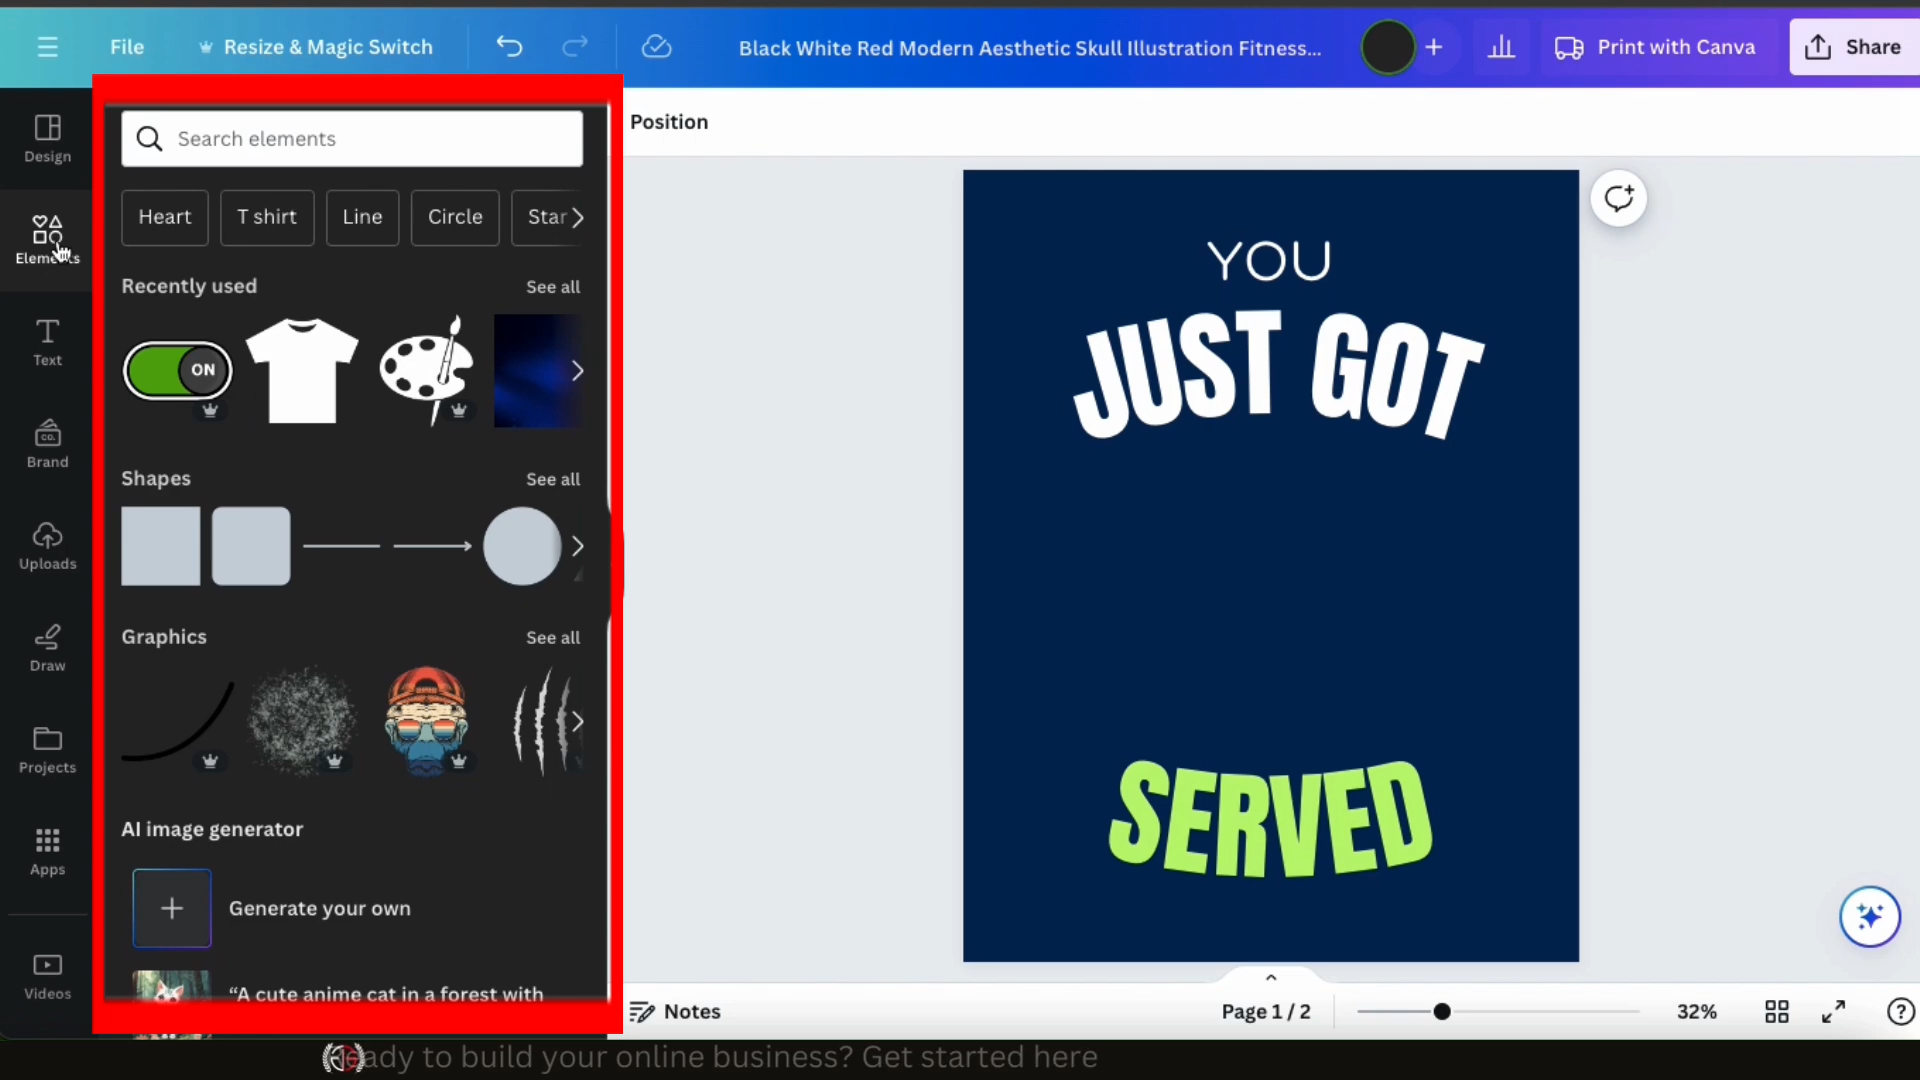 File
Resize & Magic Switch
Black White Red Modern Aesthetic Skull Illustration Fitness...
Print with Canva
Share
Design
Elements
Text
Brand
CO.
Uploads
Draw
Projects
Apps
Videos
Search elements
Heart
T shirt
Line
Circle
Star
Recently used
See all
ON
Shapes
See all
Graphics
See all
AI image generator
Generate your own
“A cute anime cat in a forest with
Position
YOU
JUST GOT
SERVED
Notes
Page 1 / 2
32%
?
eady to build your online business? Get started here